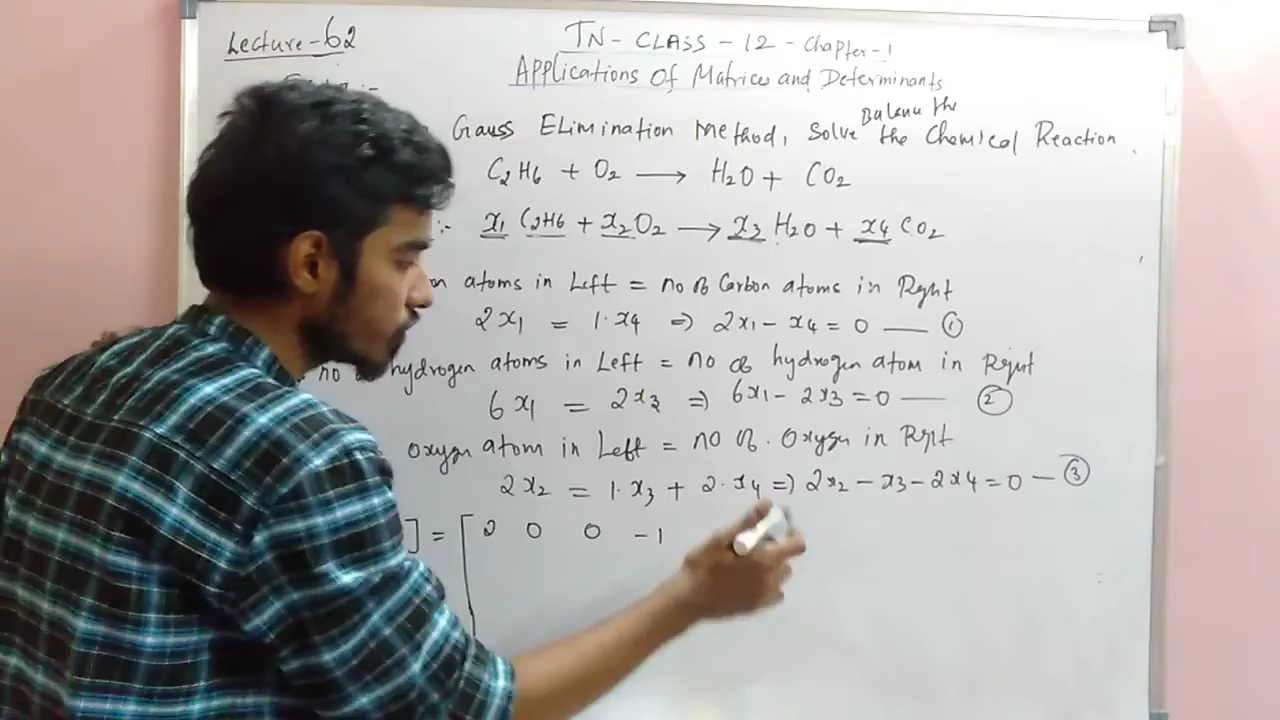 Lecture-62
TN - CLASS - 12 - Chapter-1
Applications Of Matrices and Determinants
Balance the
Gauss Elimination Method, Solve the Chemical Reaction.
C₂H₆ + O₂ ⟶ H₂O + CO₂
:- x₁ C₂H₆ + x₂O₂ ⟶ x₃ H₂O + x₄ CO₂
atoms in Left = no of Carbon atoms in Right
2x₁ = 1·x₄ ⇒ 2x₁ - x₄ = 0 — ①
no of hydrogen atoms in Left = no of hydrogen atom in Right
6x₁ = 2x₃ ⇒ 6x₁ - 2x₃ = 0 — ②
oxygen atom in Left = no of. Oxygen in Right
2x₂ = 1·x₃ + 2·x₄ ⇒ 2x₂ - x₃ - 2x₄ = 0 — ③
] = [ 2 0 0 -1